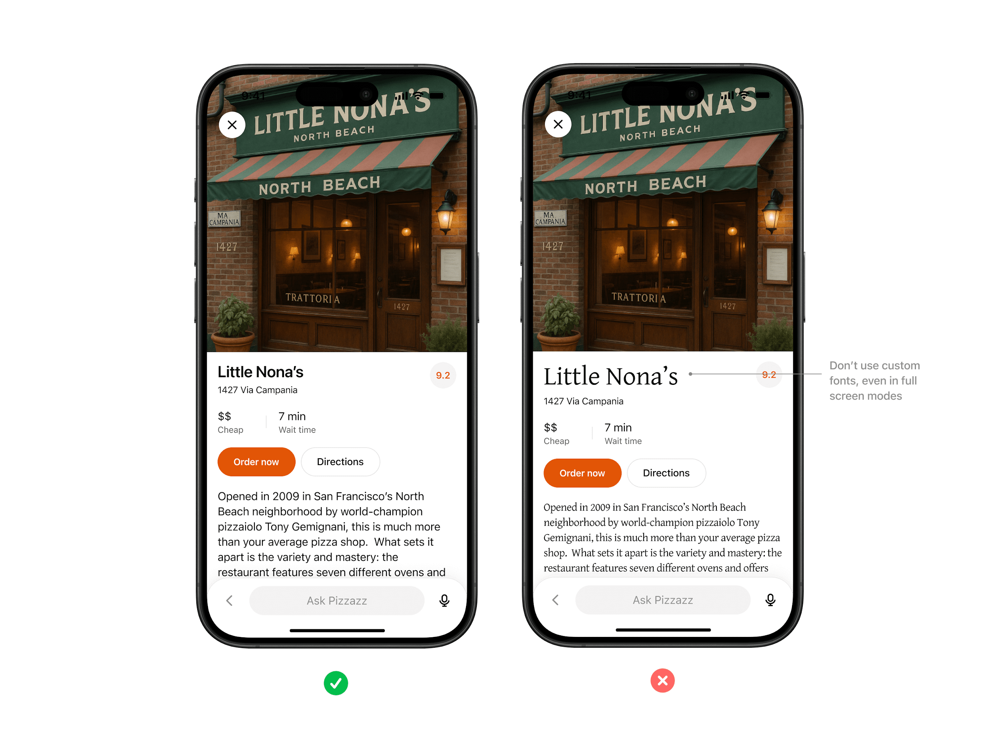 9:41
LITTLE NONA'S
NORTH BEACH
NORTH BEACH
MA
CAMPANIA
1427
TRATTORIA
1427
Little Nona’s
9.2
1427 Via Campania
$$
7 min
Cheap
Wait time
Order now
Directions
Opened in 2009 in San Francisco’s North
Beach neighborhood by world-champion
pizzaiolo Tony Gemignani, this is much more
than your average pizza shop.  What sets it
apart is the variety and mastery: the
restaurant features seven different ovens and
Ask Pizzazz
9:41
LITTLE NONA'S
NORTH BEACH
NORTH BEACH
MA
CAMPANIA
1427
TRATTORIA
1427
Little Nona’s
9.2
1427 Via Campania
$$
7 min
Cheap
Wait time
Order now
Directions
Opened in 2009 in San Francisco’s North Beach
neighborhood by world-champion pizzaiolo Tony
Gemignani, this is much more than your average pizza
shop.  What sets it apart is the variety and mastery: the
restaurant features seven different ovens and offers
Ask Pizzazz
Don’t use custom
fonts, even in full
screen modes